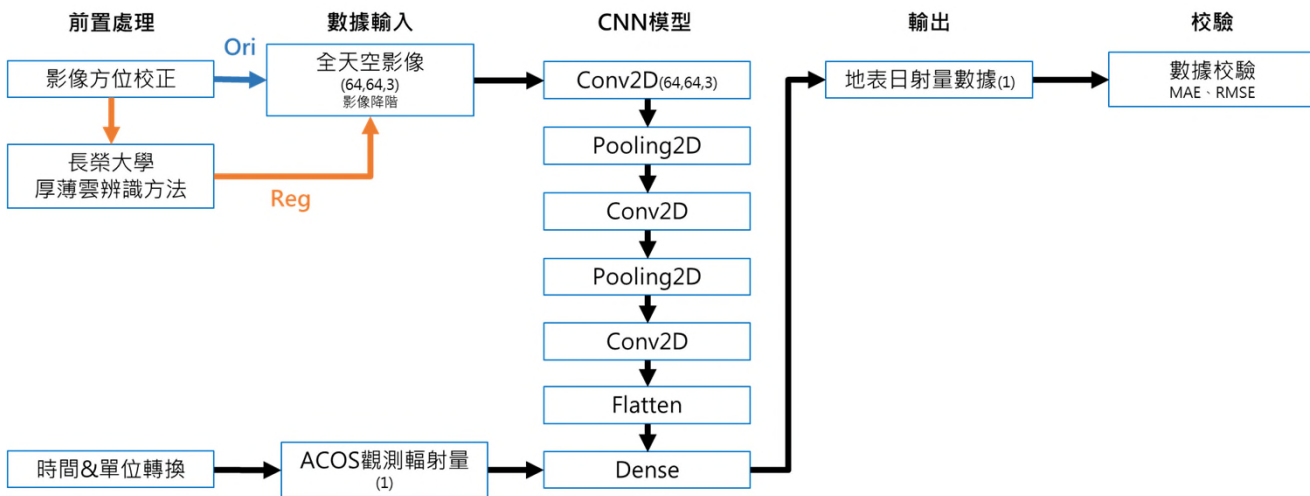 前置處理
數據輸入
CNN模型
輸出
校驗
影像方位校正
Ori
全天空影像
(64,64,3)
影像降階
長榮大學
厚薄雲辨識方法
Reg
Conv2D(64,64,3)
Pooling2D
Conv2D
Pooling2D
Conv2D
Flatten
Dense
地表日射量數據(1)
數據校驗
MAE、RMSE
時間&單位轉換
ACOS觀測輻射量
(1)